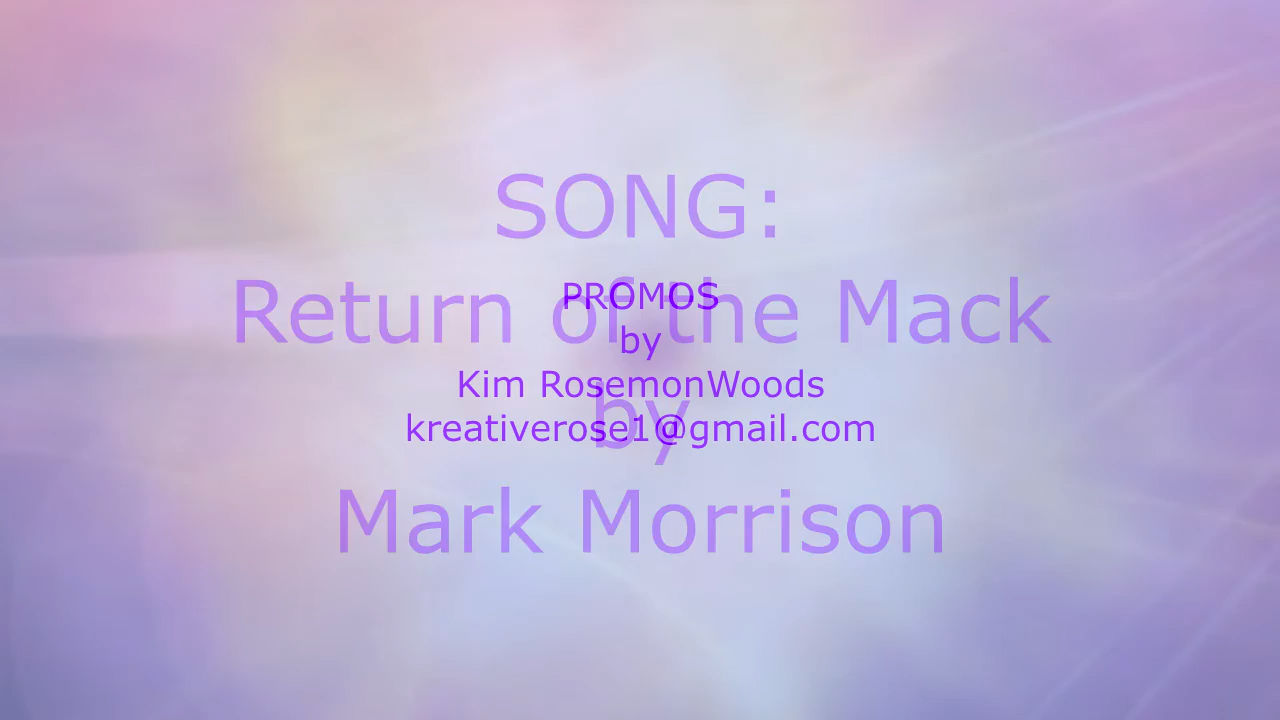 SONG:
Return of the Mack
by
Mark Morrison
PROMOS
by
Kim RosemonWoods
kreativerose1@gmail.com